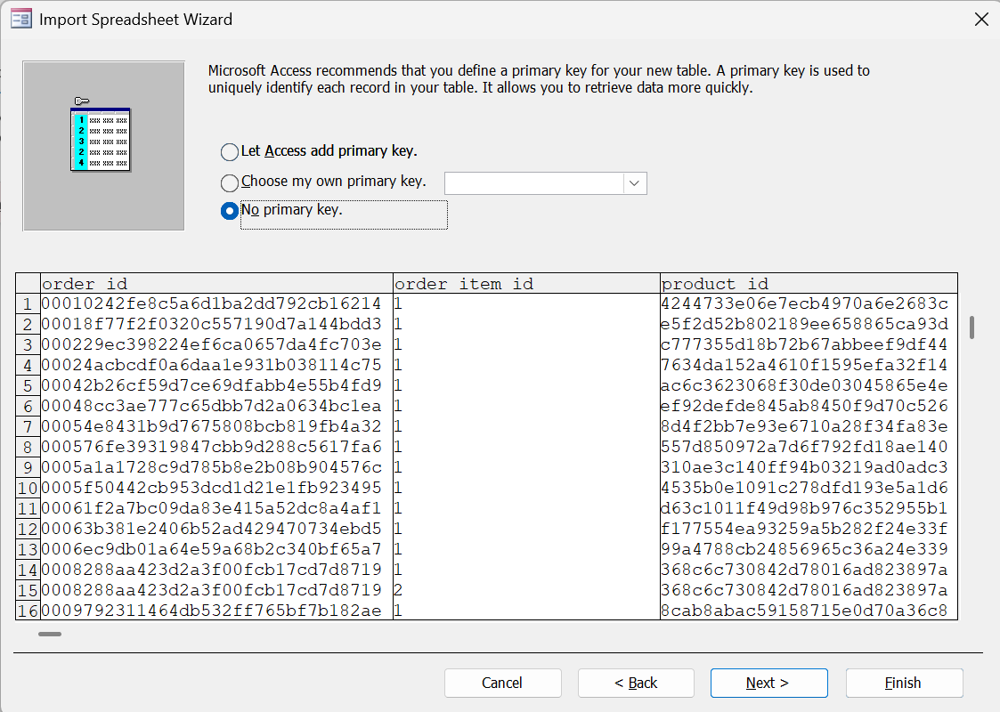 Import Spreadsheet Wizard
Microsoft Access recommends that you define a primary key for your new table. A primary key is used to
uniquely identify each record in your table. It allows you to retrieve data more quickly.
1 xxx xxx xxx
2 xxx xxx xxx
3 xxx xxx xxx
2 xxx xxx xxx
4 xxx xxx xxx
Let Access add primary key.
Choose my own primary key.
No primary key.
order id order item id product id
1 00010242fe8c5a6d1ba2dd792cb16214 1 4244733e06e7ecb4970a6e2683c
2 00018f77f2f0320c557190d7a144bdd3 1 e5f2d52b802189ee658865ca93d
3 000229ec398224ef6ca0657da4fc703e 1 c777355d18b72b67abbeef9df44
4 00024acbcdf0a6daa1e931b038114c75 1 7634da152a4610f1595efa32f14
5 00042b26cf59d7ce69dfabb4e55b4fd9 1 ac6c3623068f30de03045865e4e
6 00048cc3ae777c65dbb7d2a0634bc1ea 1 ef92defde845ab8450f9d70c526
7 00054e8431b9d7675808bcb819fb4a32 1 8d4f2bb7e93e6710a28f34fa83e
8 000576fe39319847cbb9d288c5617fa6 1 557d850972a7d6f792fd18ae140
9 0005a1a1728c9d785b8e2b08b904576c 1 310ae3c140ff94b03219ad0adc3
10 0005f50442cb953dcd1d21e1fb923495 1 4535b0e1091c278dfd193e5a1d6
11 00061f2a7bc09da83e415a52dc8a4af1 1 d63c1011f49d98b976c352955b1
12 00063b381e2406b52ad429470734ebd5 1 f177554ea93259a5b282f24e33f
13 0006ec9db01a64e59a68b2c340bf65a7 1 99a4788cb24856965c36a24e339
14 0008288aa423d2a3f00fcb17cd7d8719 1 368c6c730842d78016ad823897a
15 0008288aa423d2a3f00fcb17cd7d8719 2 368c6c730842d78016ad823897a
16 0009792311464db532ff765bf7b182ae 1 8cab8abac59158715e0d70a36c8
Cancel < Back Next > Finish